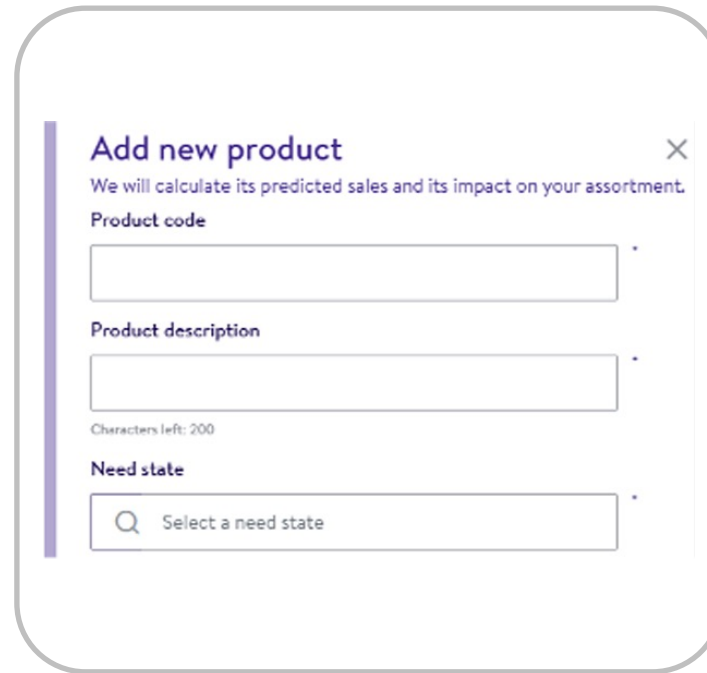 Add new product
We will calculate its predicted sales and its impact on your assortment.
Product code
*
Product description
*
Characters left: 200
Need state
*
Select a need state